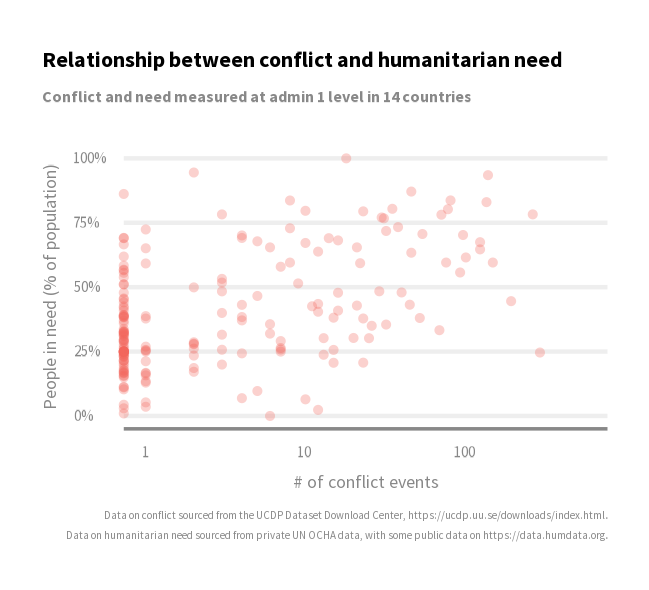 Relationship between conflict and humanitarian need
Conflict and need measured at admin 1 level in 14 countries
People in need (% of population)
100%
75%
50%
25%
0%
1 10 100
# of conflict events
Data on conflict sourced from the UCDP Dataset Download Center, https://ucdp.uu.se/downloads/index.html.
Data on humanitarian need sourced from private UN OCHA data, with some public data on https://data.humdata.org.